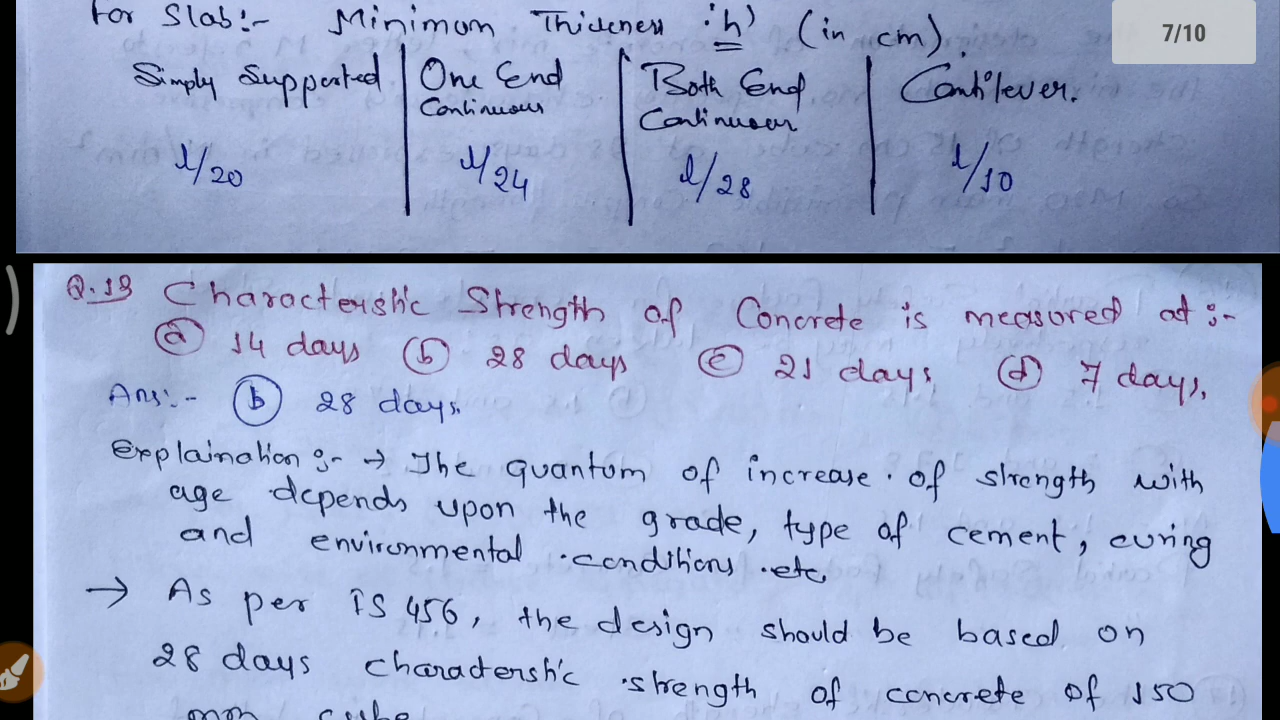 For Slab:- Minimum Thickness 'h' (in cm).
Simply Supported | One End Continuous | Both End Continuous | Cantilever.
l/20 | l/24 | l/28 | l/10
7/10
Q.19 Characteristic Strength of Concrete is measured at :-
(a) 14 days (b) 28 days (c) 21 days, (d) 7 days.
Ans:- (b) 28 days.
Explaination :- → The quantum of increase of strength with
age depends upon the grade, type of cement, curing
and environmental conditions etc.
→ As per IS 456, the design should be based on
28 days characterstic strength of concrete of 150
mm cube